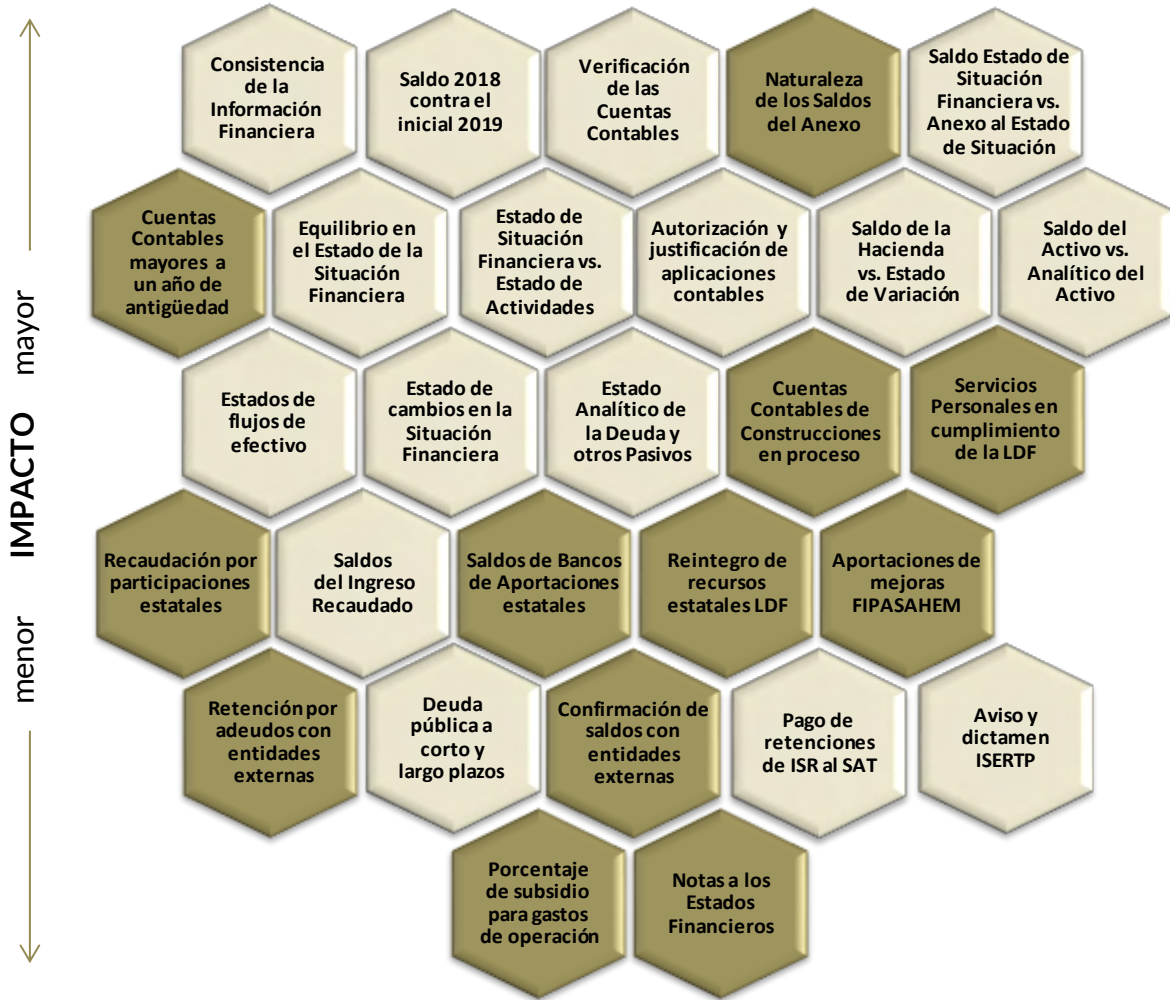 Consistencia
de la
Información
Financiera
Saldo 2018
contra el
inicial 2019
Verificación
de las
Cuentas
Contables
Naturaleza
de los Saldos
del Anexo
Saldo Estado de
Situación
Financiera vs.
Anexo al Estado
de Situación
Cuentas
Contables
mayores a
un año de
antigüedad
Equilibrio en
el Estado de la
Situación
Financiera
Estado de
Situación
Financiera vs.
Estado de
Actividades
Autorización y
justificación de
aplicaciones
contables
Saldo de la
Hacienda
vs. Estado
de Variación
Saldo del
Activo vs.
Analítico del
Activo
menor IMPACTO mayor
Estados de
flujos de
efectivo
Estado de
cambios en la
Situación
Financiera
Estado
Analítico de
la Deuda y
otros Pasivos
Cuentas
Contables de
Construcciones
en proceso
Servicios
Personales en
cumplimiento
de la LDF
Recaudación por
participaciones
estatales
Saldos
del Ingreso
Recaudado
Saldos de Bancos
de Aportaciones
estatales
Reintegro de
recursos
estatales LDF
Aportaciones de
mejoras
FIPASAHEM
Retención por
adeudos con
entidades
externas
Deuda
pública a
corto y
largo plazos
Confirmación de
saldos con
entidades
externas
Pago de
retenciones
de ISR al SAT
Aviso y
dictamen
ISERTP
Porcentaje
de subsidio
para gastos
de operación
Notas a los
Estados
Financieros